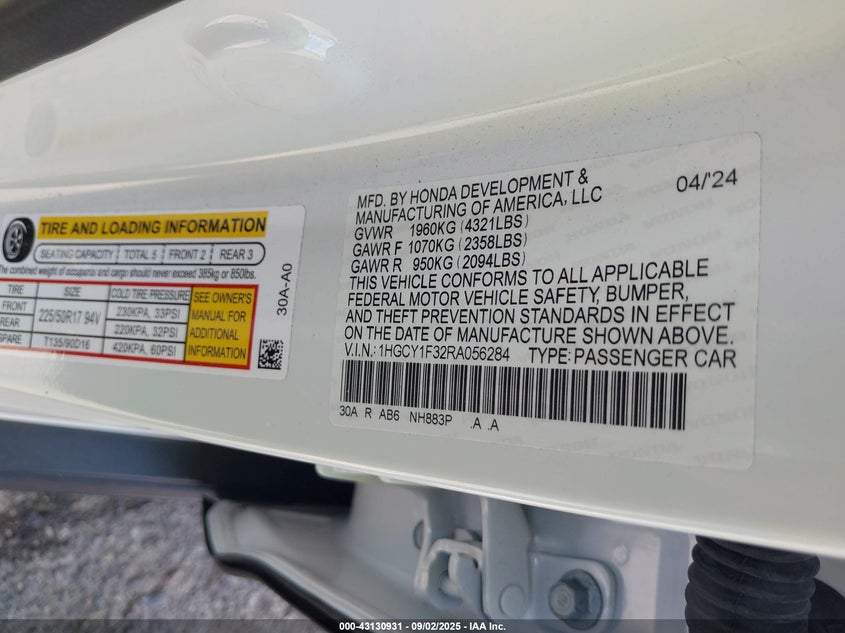 TIRE AND LOADING INFORMATION
SEATING CAPACITY TOTAL 5 FRONT 2 REAR 3
The combined weight of occupants and cargo should never exceed 385kg or 850lbs.
TIRE SIZE COLD TIRE PRESSURE
FRONT 225/50R17 94V 230KPA, 33PSI
REAR 220KPA, 32PSI
SPARE T135/90D16 420KPA, 60PSI
SEE OWNER'S
MANUAL FOR
ADDITIONAL
INFORMATION
30A-A0
MFD. BY HONDA DEVELOPMENT & 04/'24
MANUFACTURING OF AMERICA, LLC
GVWR 1960KG (4321LBS)
GAWR F 1070KG (2358LBS)
GAWR R 950KG (2094LBS)
THIS VEHICLE CONFORMS TO ALL APPLICABLE
FEDERAL MOTOR VEHICLE SAFETY, BUMPER,
AND THEFT PREVENTION STANDARDS IN EFFECT
ON THE DATE OF MANUFACTURE SHOWN ABOVE.
V.I.N.: 1HGCY1F32RA056284 TYPE: PASSENGER CAR
30A R AB6 NH883P .A .A
000-43130931 - 09/02/2025 - IAA Inc.